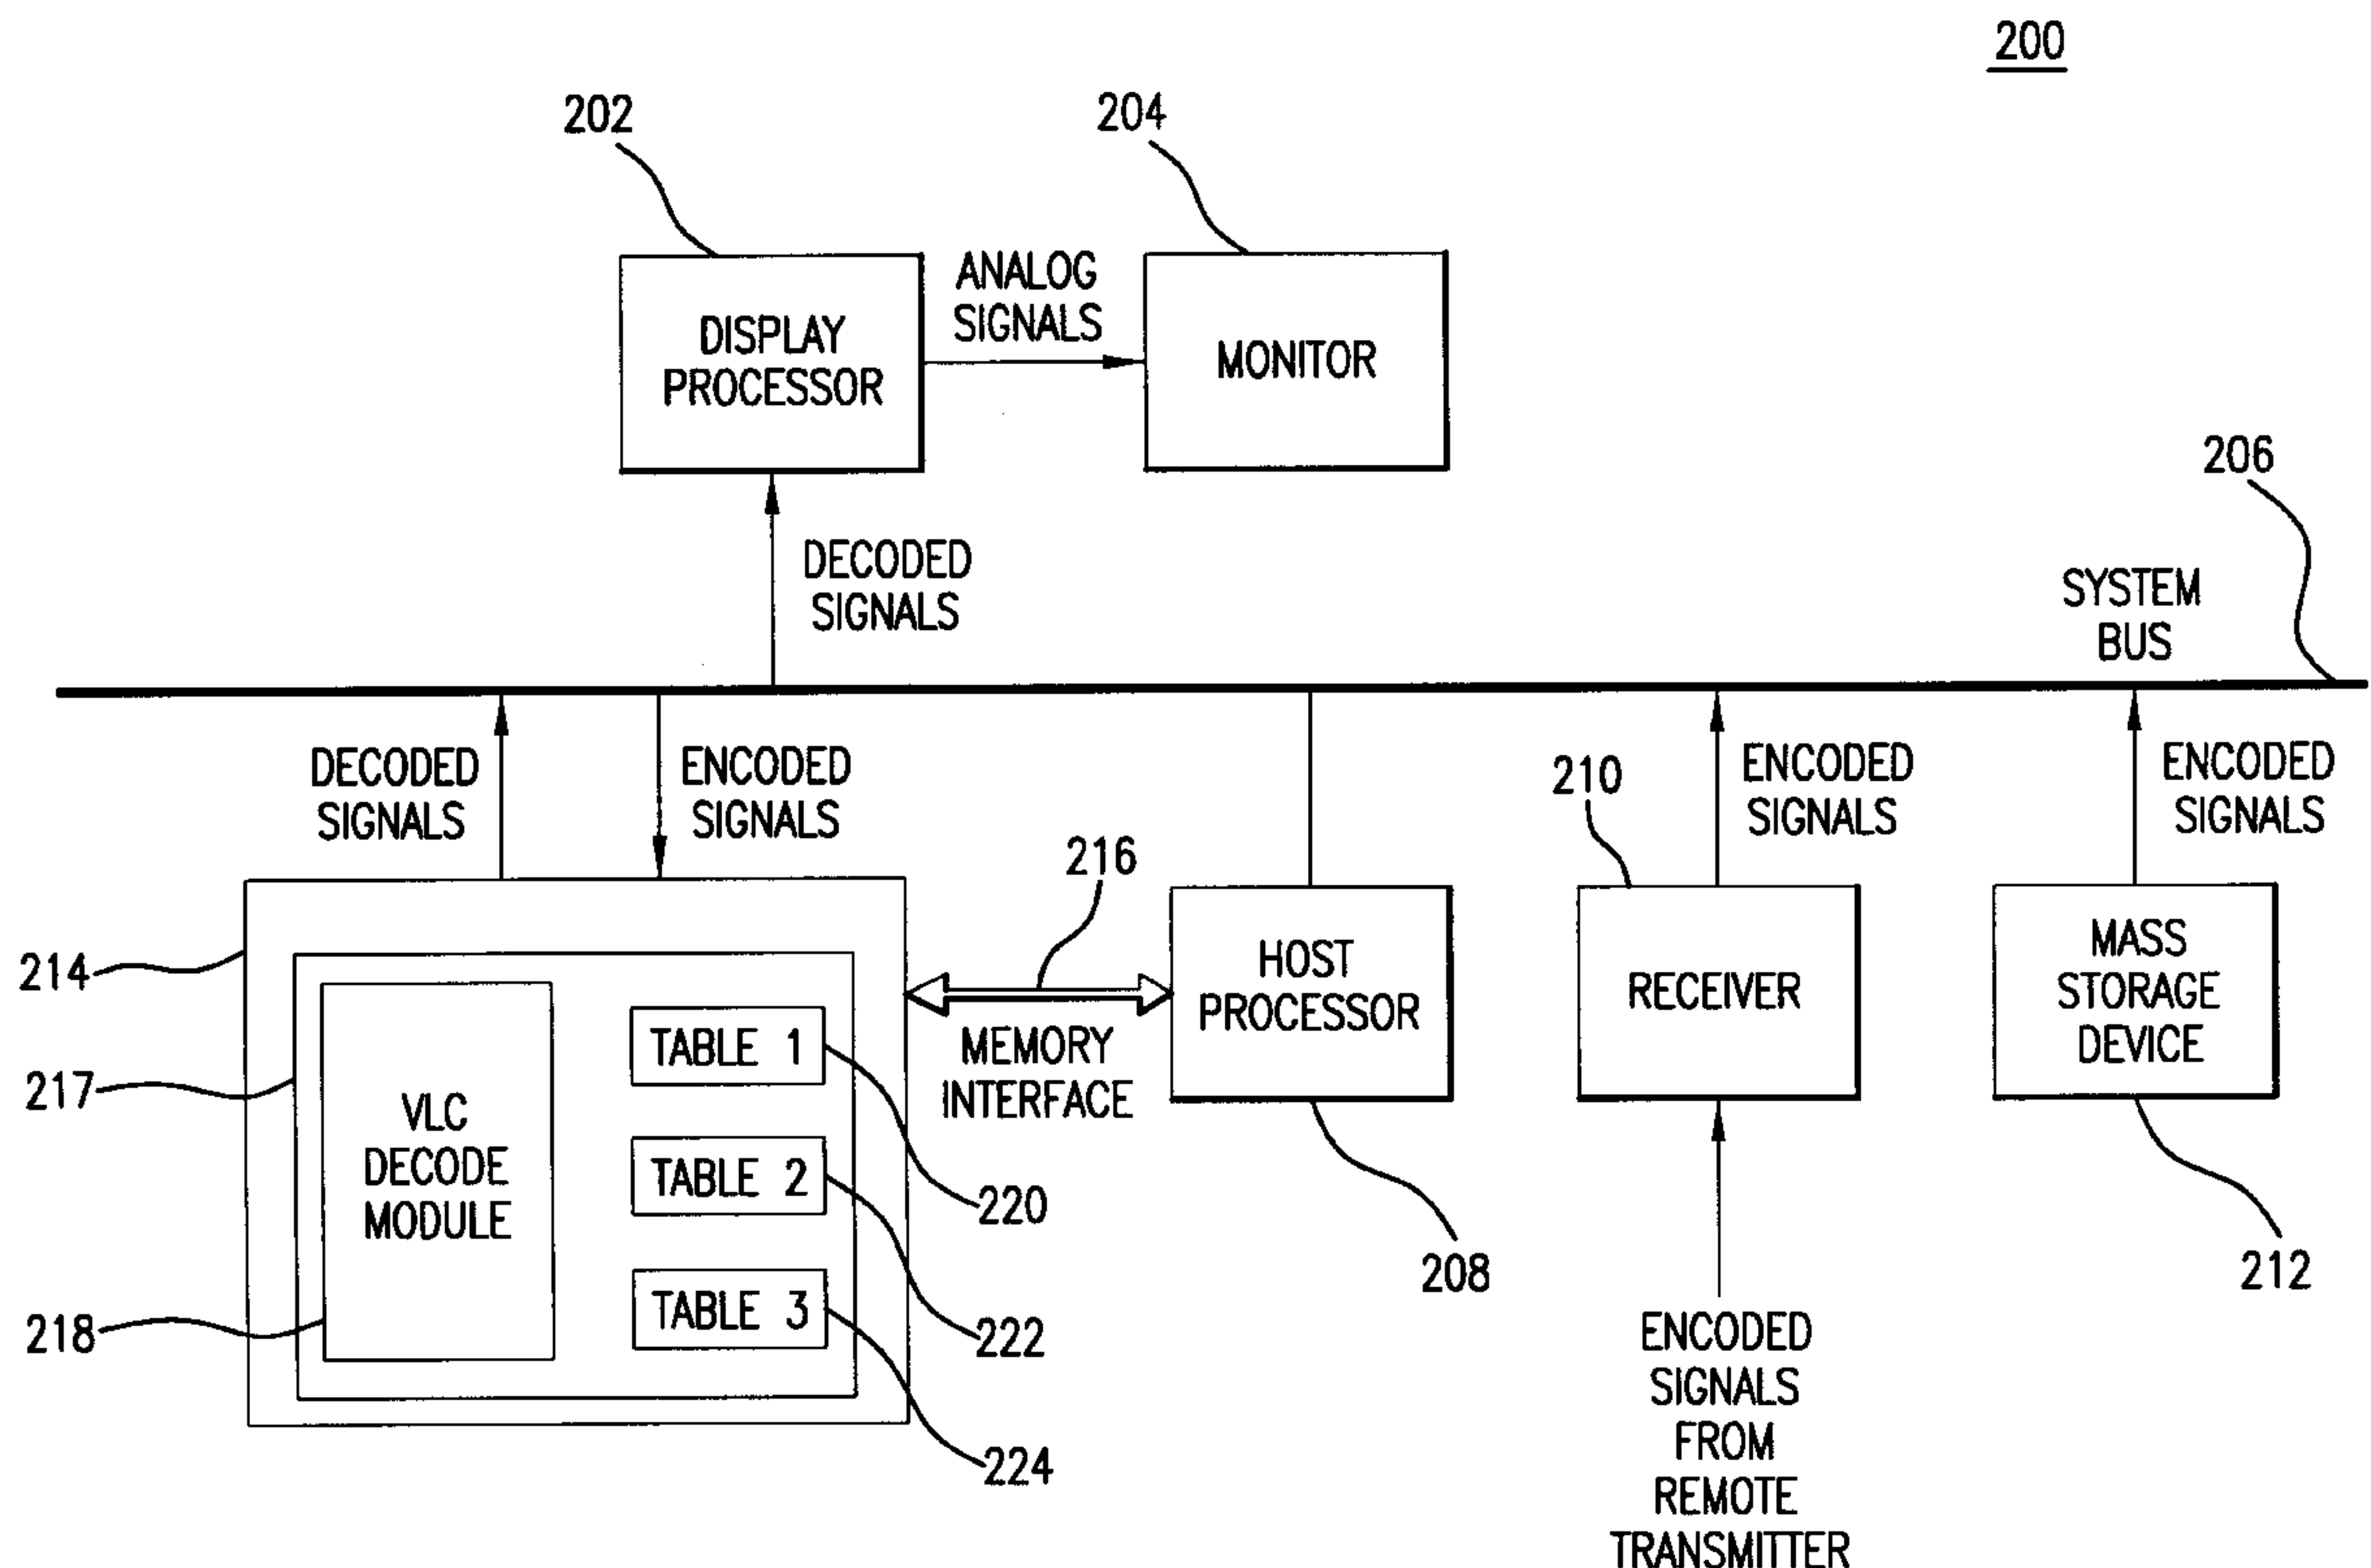 200
202
204
DISPLAY
PROCESSOR
ANALOG
SIGNALS
MONITOR
206
DECODED
SIGNALS
SYSTEM
BUS
DECODED
SIGNALS
ENCODED
SIGNALS
210
ENCODED
SIGNALS
ENCODED
SIGNALS
216
214
217
218
VLC
DECODE
MODULE
TABLE 1
TABLE 2
TABLE 3
MEMORY
INTERFACE
HOST
PROCESSOR
RECEIVER
MASS
STORAGE
DEVICE
220
222
224
208
212
ENCODED
SIGNALS
FROM
REMOTE
TRANSMITTER